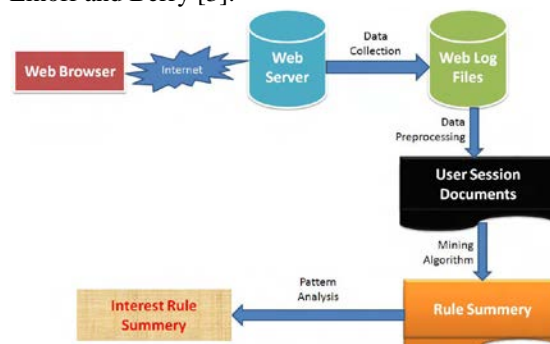 Web Browser
Internet
Web
Server
Data
Collection
Web Log
Files
Data
Preprocessing
User Session
Documents
Mining
Algorithm
Rule Summery
Pattern
Analysis
Interest Rule
Summery